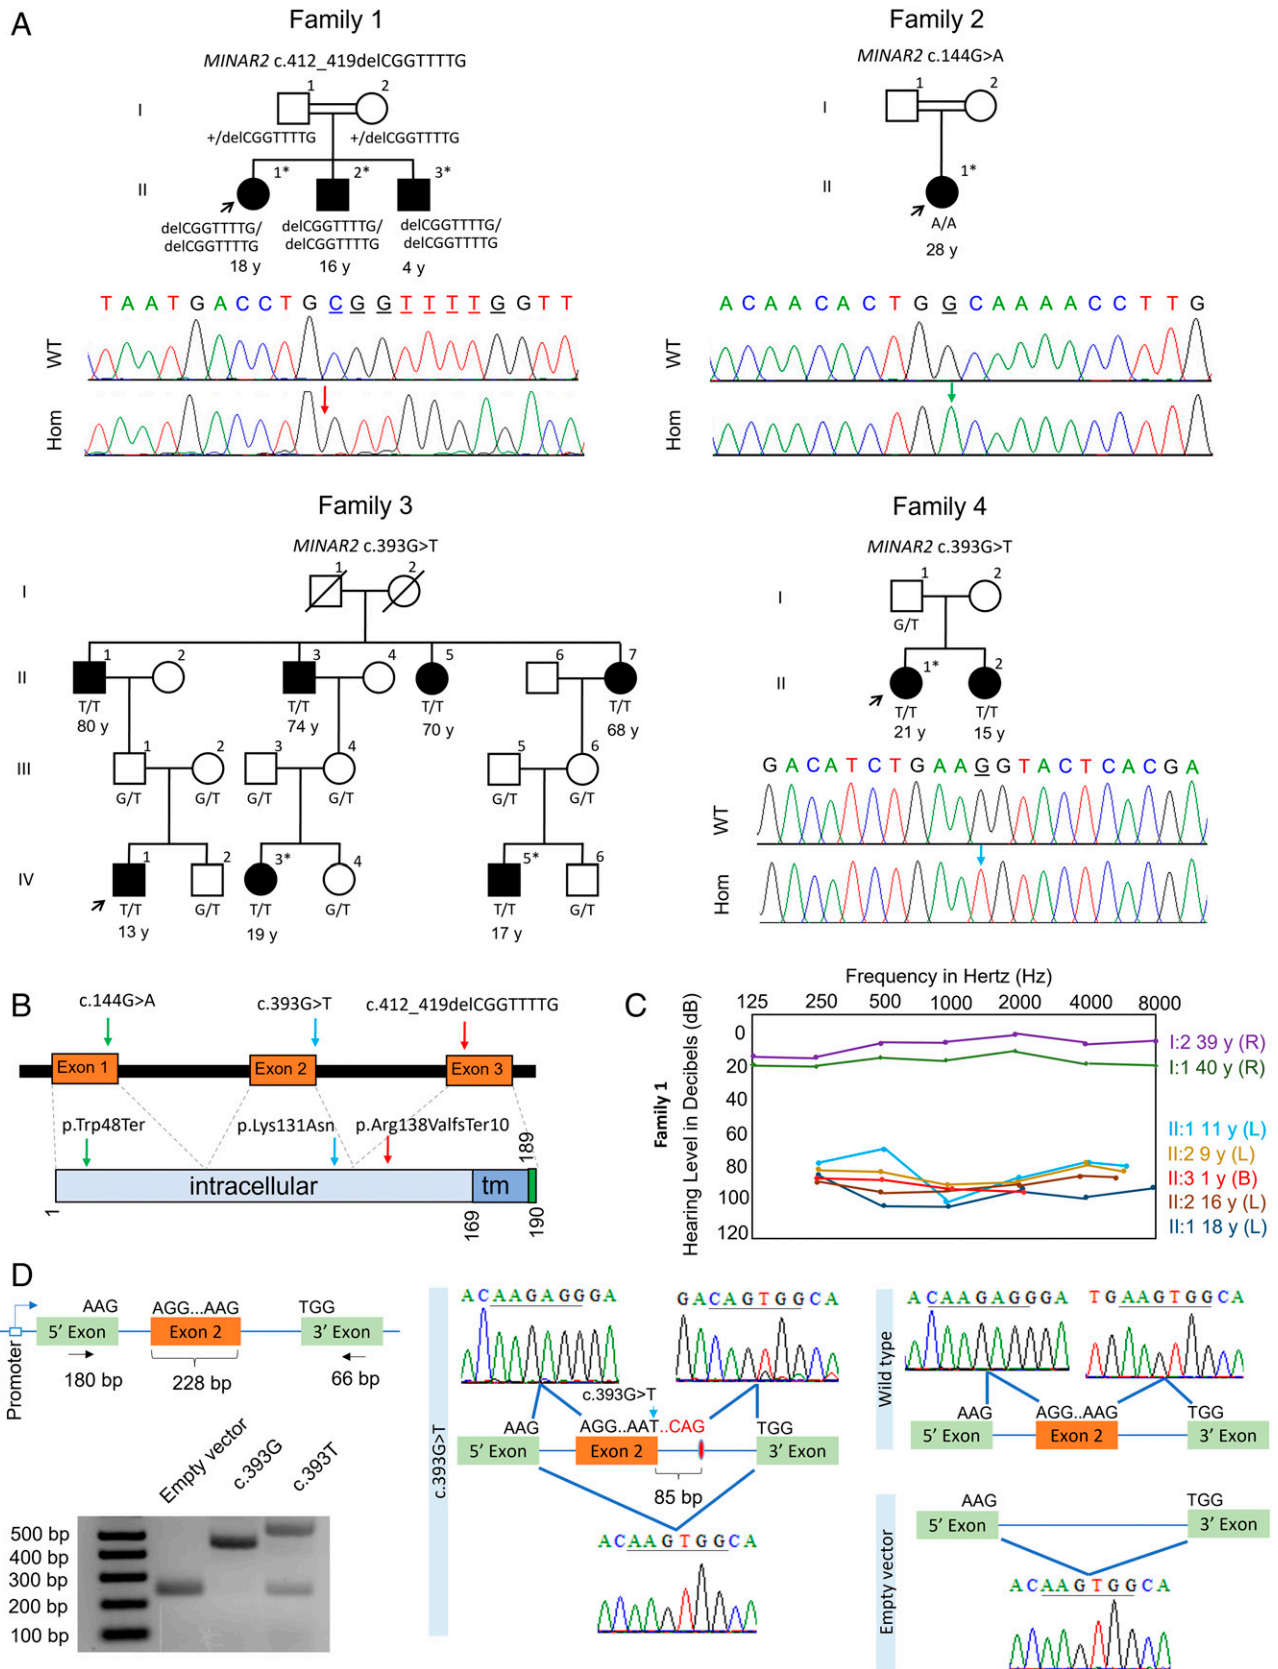 A
Family 1
MINAR2 c.412_419delCGGTTTTG
I
1
2
+/delCGGTTTTG
+/delCGGTTTTG
II
1*
2*
3*
delCGGTTTTG/
delCGGTTTTG
delCGGTTTTG/
delCGGTTTTG
delCGGTTTTG/
delCGGTTTTG
18 y
16 y
4 y
TAATGACCTGCGGTTTTGGTT
WT
Hom
Family 2
MINAR2 c.144G>A
I
1
2
II
1*
A/A
28 y
ACAACACTGGCAAAACCTTG
WT
Hom
Family 3
MINAR2 c.393G>T
I
1
2
II
1
2
3
4
5
6
7
T/T
T/T
T/T
T/T
80 y
74 y
70 y
68 y
III
1
2
3
4
5
6
G/T
G/T
G/T
G/T
G/T
G/T
IV
1
2
3*
4
5*
6
T/T
G/T
T/T
G/T
T/T
G/T
13 y
19 y
17 y
Family 4
MINAR2 c.393G>T
I
1
2
G/T
II
1*
2
T/T
T/T
21 y
15 y
GACATCTGAAGGTACTCACGA
WT
Hom
B
c.144G>A
c.393G>T
c.412_419delCGGTTTTG
Exon 1
Exon 2
Exon 3
p.Trp48Ter
p.Lys131Asn
p.Arg138ValfsTer10
189
intracellular
tm
1
169
190
C
Frequency in Hertz (Hz)
125 250 500 1000 2000 4000 8000
Family 1
Hearing Level in Decibels (dB)
0
20
40
60
80
100
120
I:2 39 y (R)
I:1 40 y (R)
II:1 11 y (L)
II:2 9 y (L)
II:3 1 y (B)
II:2 16 y (L)
II:1 18 y (L)
D
Promoter
AAG
AGG...AAG
TGG
5' Exon
Exon 2
3' Exon
180 bp
228 bp
66 bp
Empty vector
c.393G
c.393T
500 bp
400 bp
300 bp
200 bp
100 bp
c.393G>T
ACAAGAGGGA
GACAGTGGCA
c.393G>T
AAG
AGG..AAT..CAG
TGG
5' Exon
Exon 2
3' Exon
85 bp
ACAAGTGGCA
Wild type
ACAAGAGGGA
TGAAGTGGCA
AAG
AGG..AAG
TGG
5' Exon
Exon 2
3' Exon
Empty vector
AAG
TGG
5' Exon
3' Exon
ACAAGTGGCA